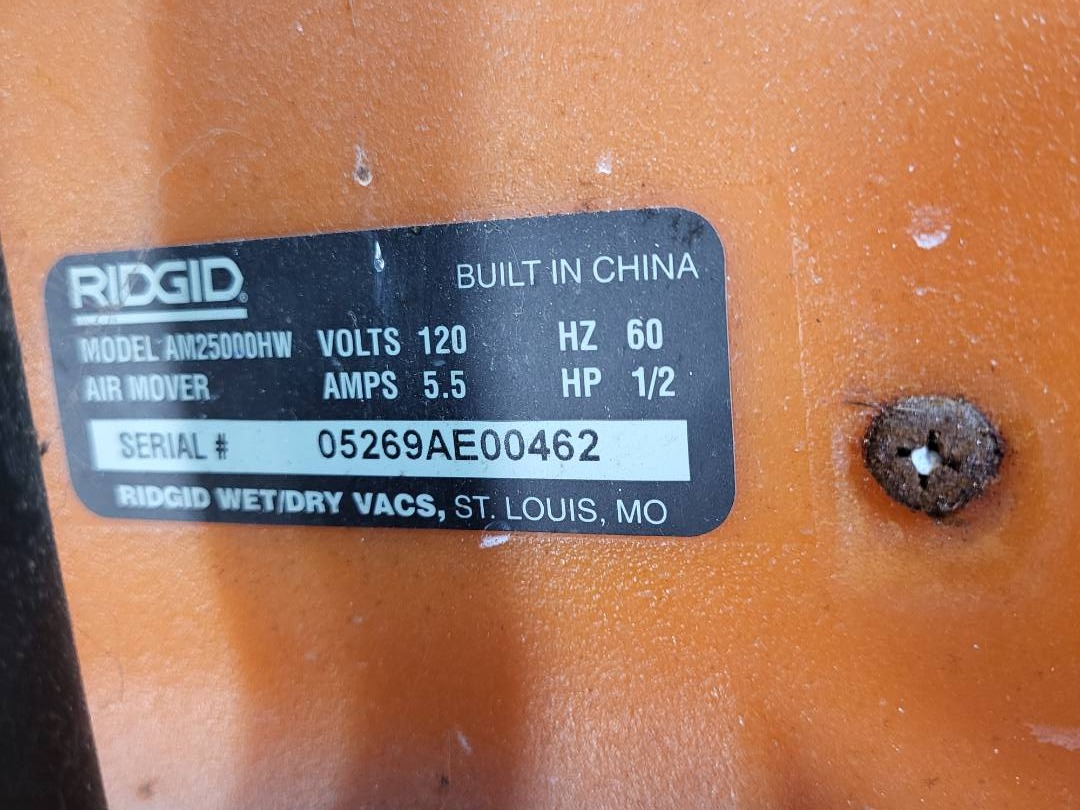 RIDGID® BUILT IN CHINA
MODEL AM25000HW VOLTS 120 HZ 60
AIR MOVER AMPS 5.5 HP 1/2
SERIAL # 05269AE00462
RIDGID WET/DRY VACS, ST. LOUIS, MO